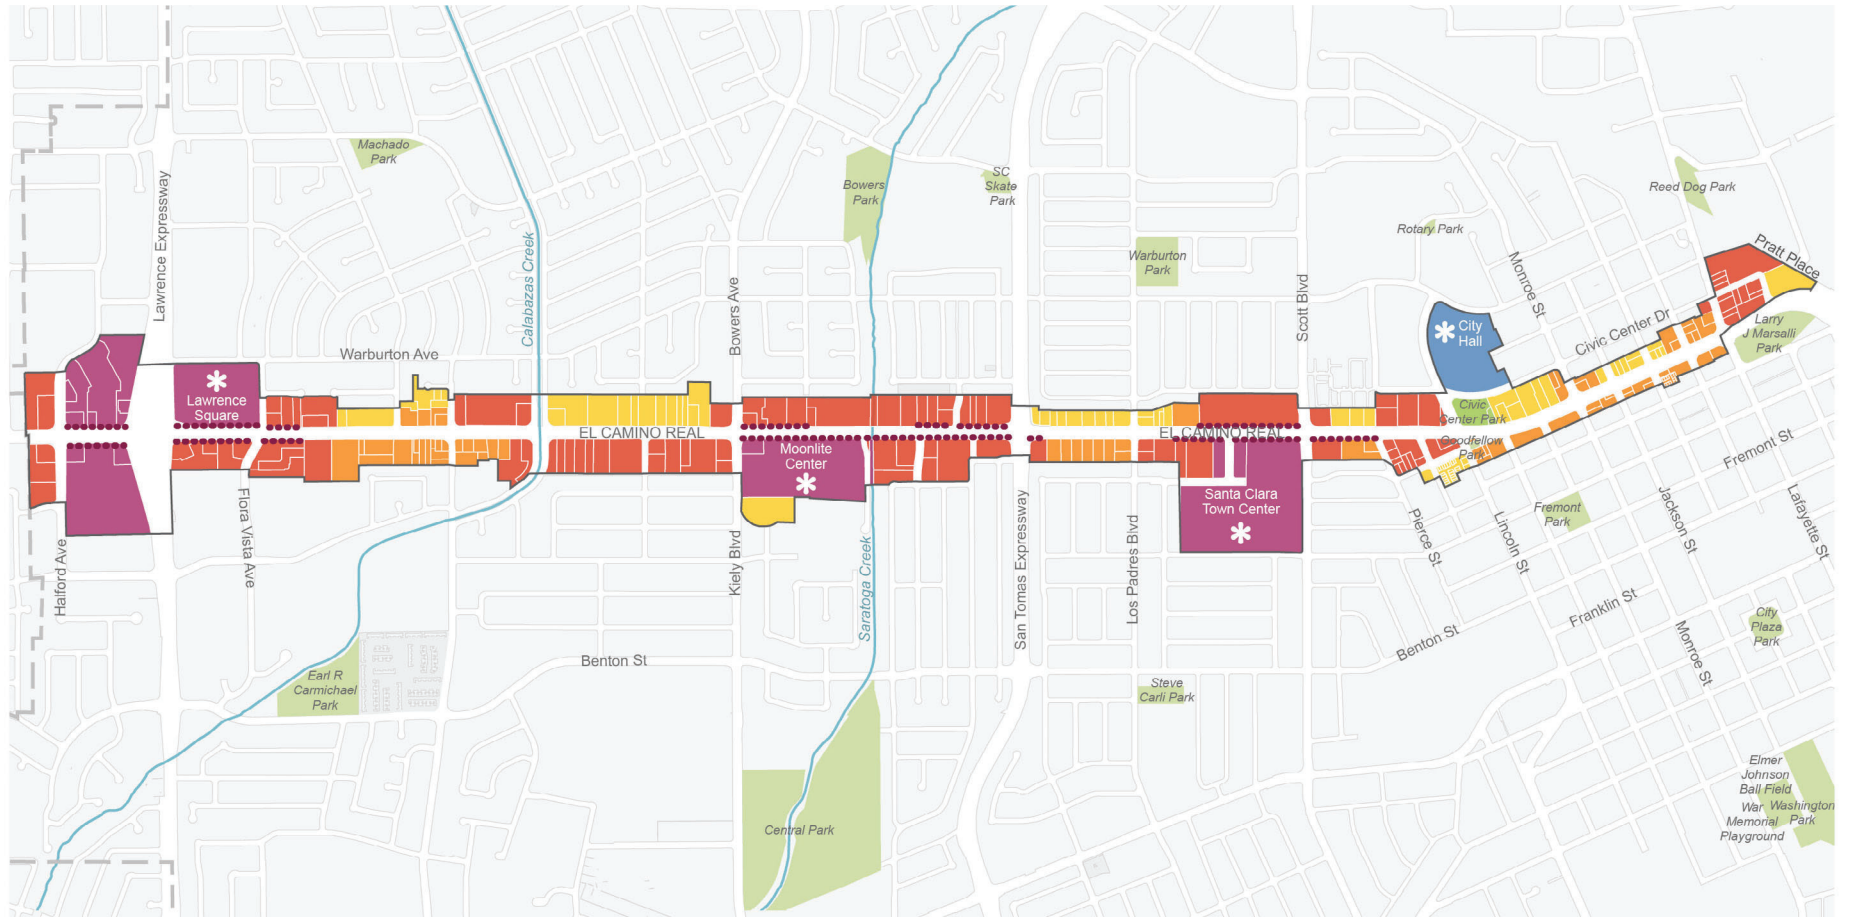 Machado
Park
Bowers
Park
SC
Skate
Park
Reed Dog Park
Rotary Park
Warburton
Park
Lawrence Expressway
Calabazas Creek
Bowers Ave
Scott Blvd
Monroe St
Pratt Place
City
Hall
Civic Center Dr
Larry
J Marsalli
Park
Warburton Ave
Lawrence
Square
Civic
Center Park
Goodfellow
Park
EL CAMINO REAL
EL CAMINO REAL
Moonlite
Center
Santa Clara
Town Center
Fremont St
Fremont
Park
Halford Ave
Flora Vista Ave
Kiely Blvd
Saratoga Creek
San Tomas Expressway
Los Padres Blvd
Pierce St
Lincoln St
Jackson St
Lafayette St
Franklin St
Benton St
Benton St
Monroe St
City
Plaza
Park
Earl R
Carmichael
Park
Steve
Carli Park
Central Park
Elmer
Johnson
Ball Field
War
Memorial
Playground
Washington
Park